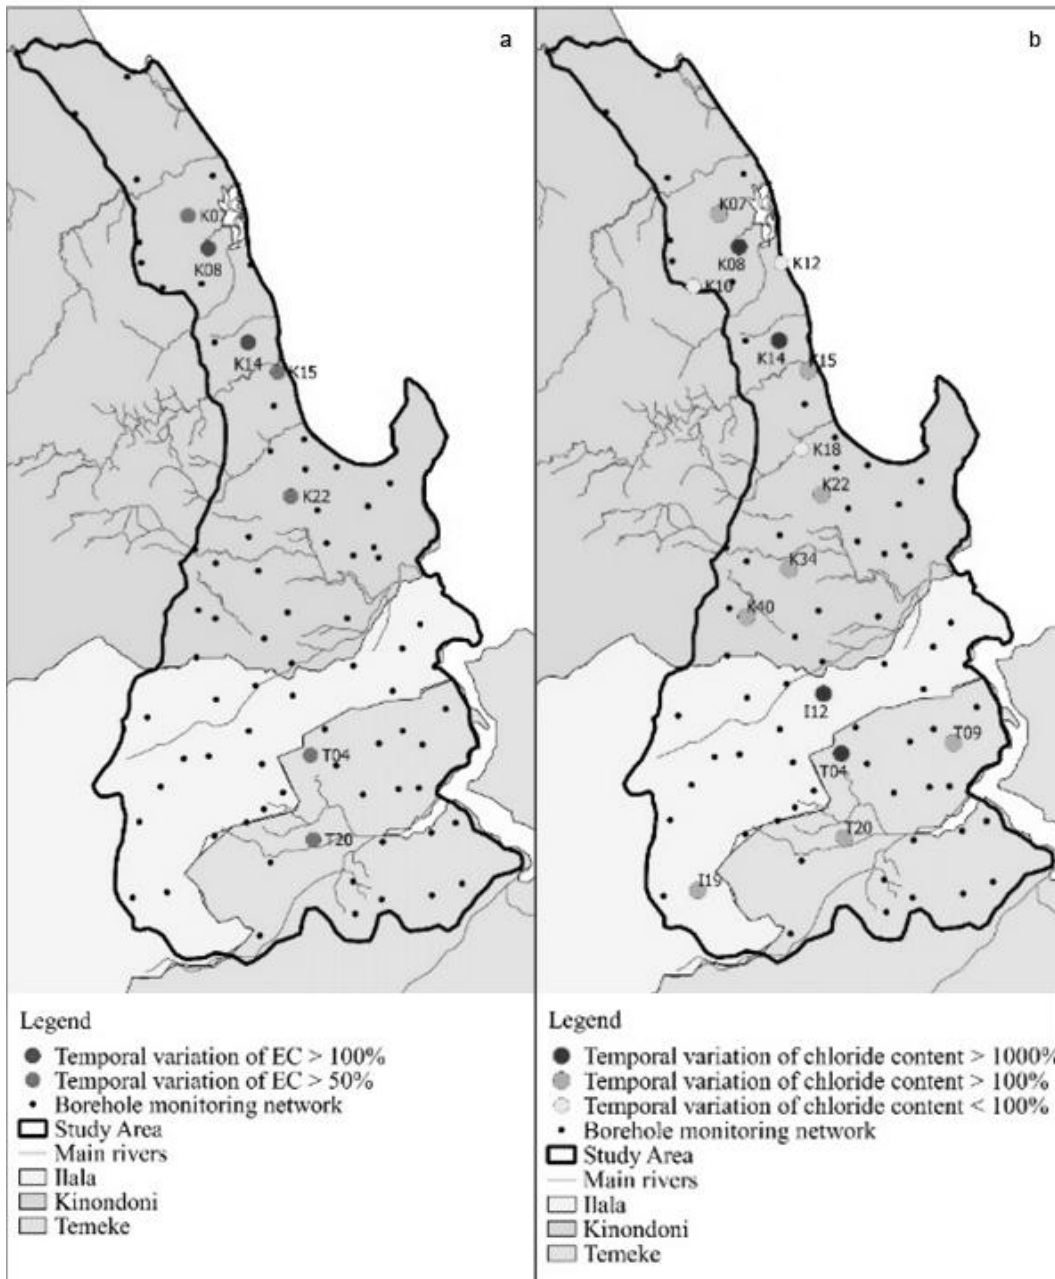 a
K07
K08
K14
K15
K22
T04
T20
Legend
Temporal variation of EC > 100%
Temporal variation of EC > 50%
Borehole monitoring network
Study Area
Main rivers
Ilala
Kinondoni
Temeke
b
K07
K08
K12
K10
K14
K15
K18
K22
K34
K40
I12
T09
T04
T20
I19
Legend
Temporal variation of chloride content > 1000%
Temporal variation of chloride content > 100%
Temporal variation of chloride content < 100%
Borehole monitoring network
Study Area
Main rivers
Ilala
Kinondoni
Temeke